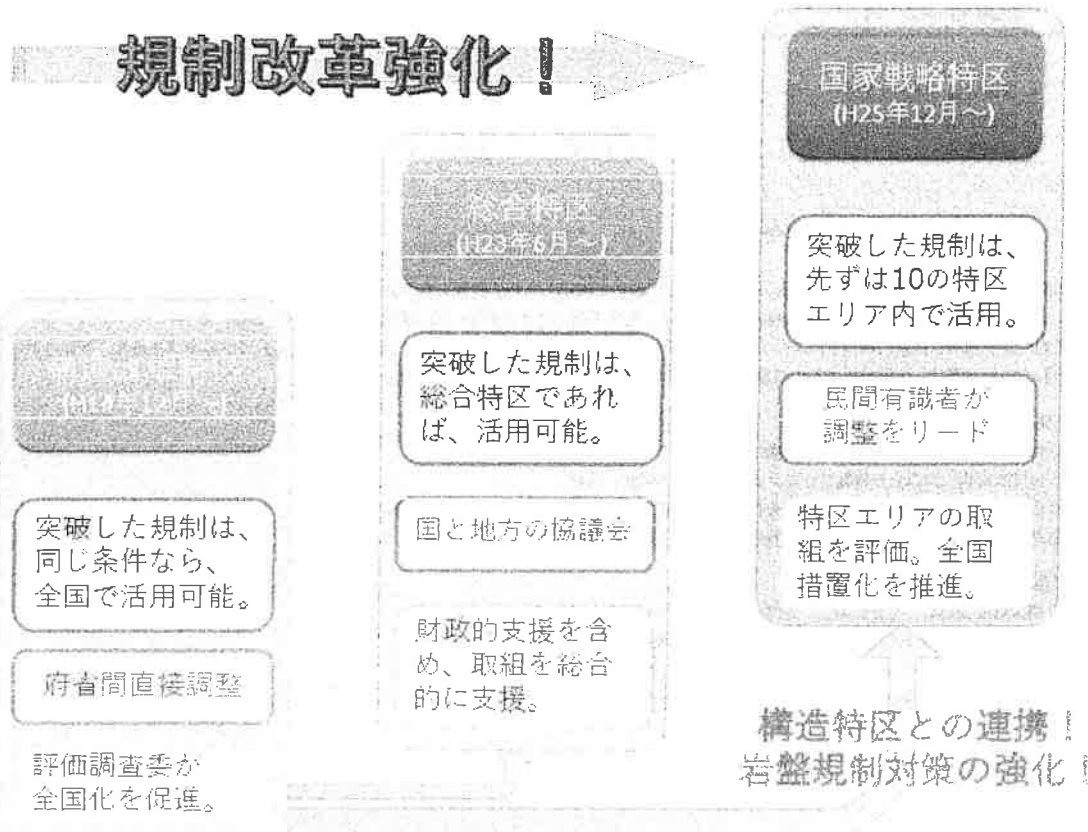 規制改革強化！
国家戦略特区
(H25年12月～)
突破した規制は、
先ずは10の特区
エリア内で活用。
民間有識者が
調整をリード
特区エリアの取
組を評価。全国
措置化を推進。
総合特区
(H23年6月～)
突破した規制は、
総合特区であれ
ば、活用可能。
国と地方の協議会
財政的支援を含
め、取組を総合
的に支援。
突破した規制は、
同じ条件なら、
全国で活用可能。
府省間直接調整
評価調査委が
全国化を促進。
構造特区との連携！
岩盤規制対策の強化！